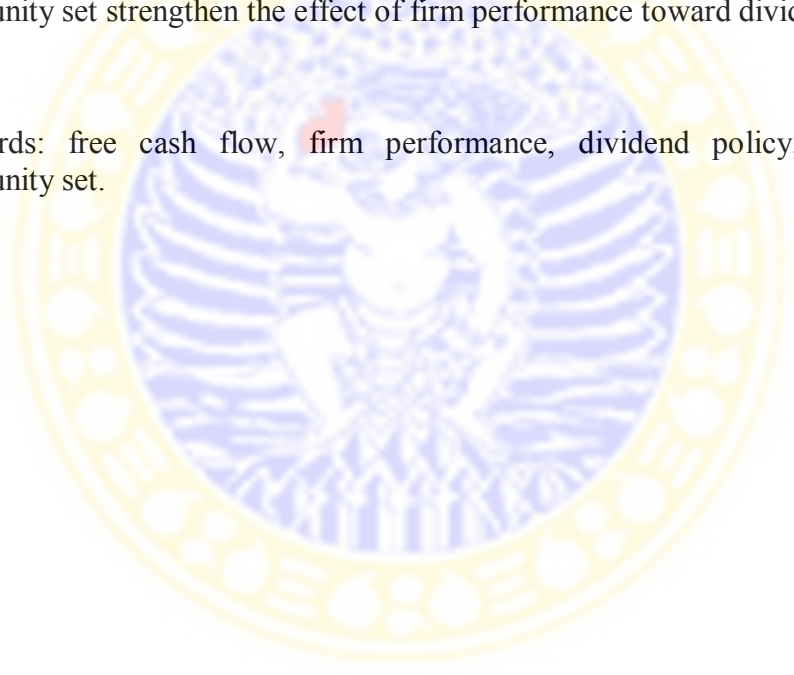 unity set strengthen the effect of firm performance toward divid
rds: free cash flow, firm performance, dividend policy,
unity set.